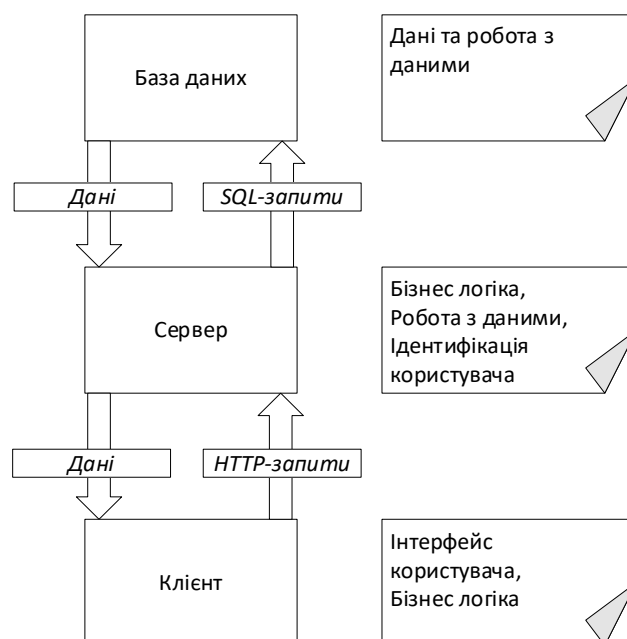 База даних
Дані та робота з
даними
Дані
SQL-запити
Сервер
Бізнес логіка,
Робота з даними,
Ідентифікація
користувача
Дані
HTTP-запити
Клієнт
Інтерфейс
користувача,
Бізнес логіка